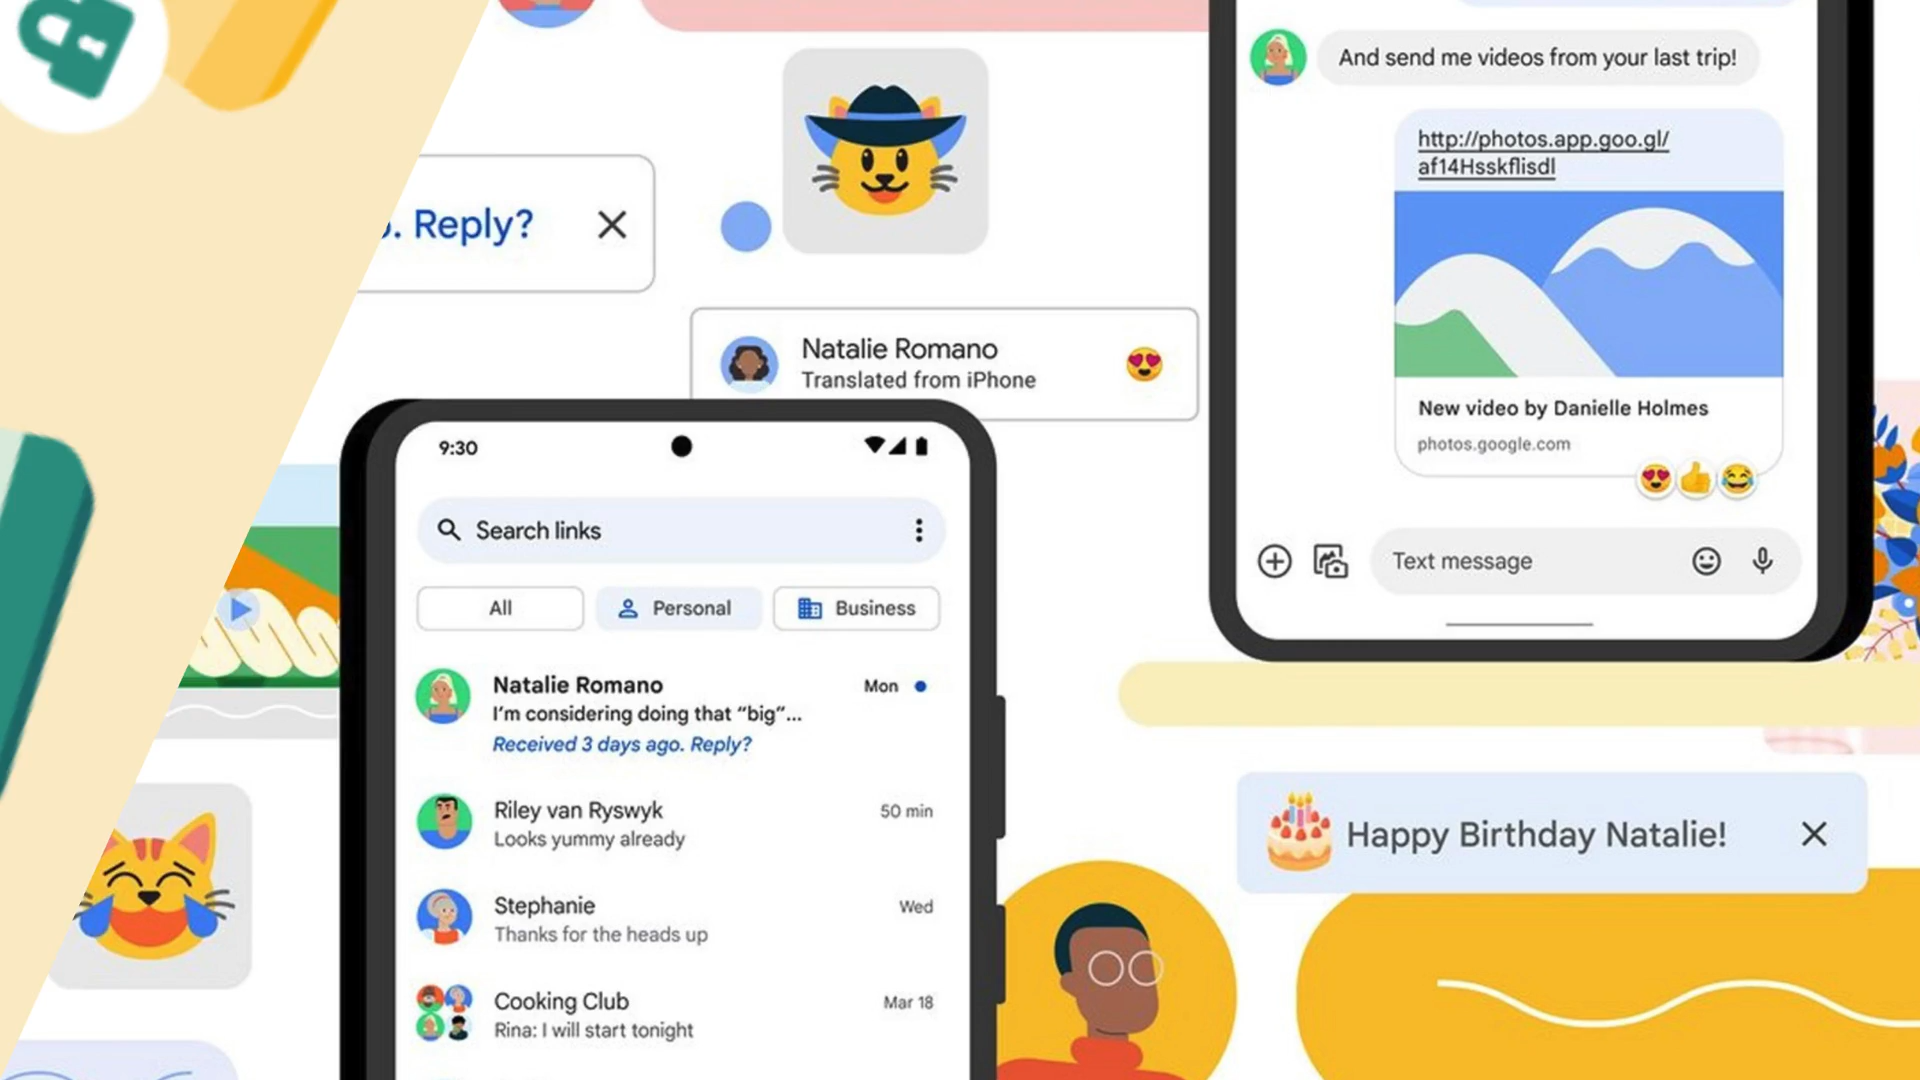 And send me videos from your last trip!
http://photos.app.goo.gl/
af14Hsskflisdl
New video by Danielle Holmes
photos.google.com
Text message
. Reply?
Natalie Romano
Translated from iPhone
9:30
Search links
All Personal Business
Natalie Romano Mon
I'm considering doing that “big”...
Received 3 days ago. Reply?
Riley van Ryswyk 50 min
Looks yummy already
Stephanie Wed
Thanks for the heads up
Cooking Club Mar 18
Rina: I will start tonight
Happy Birthday Natalie!